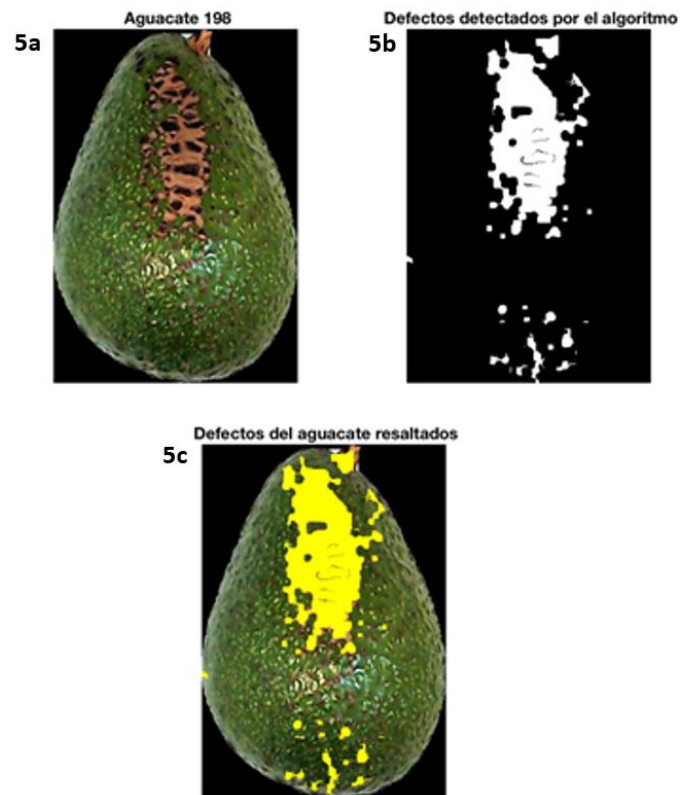 Aguacate 198
5a
Defectos detectados por el algoritmo
5b
Defectos del aguacate resaltados
5c